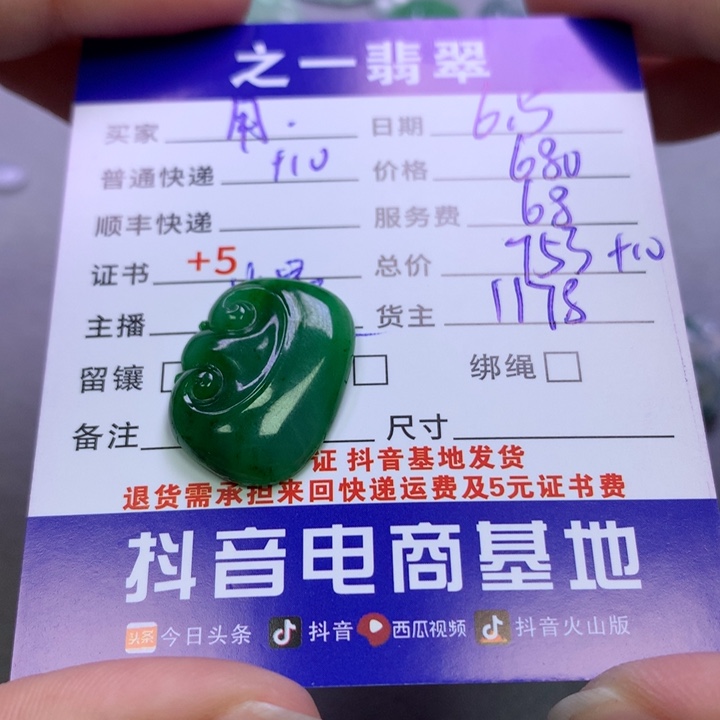 之一翡翠
买家 日期 6.5
普通快递 +10 价格 680
顺丰快递 服务费 68
证书 +5 总价 753 +10
主播 货主 1178
留镶 绑绳
备注 尺寸
证 抖音基地发货
退货需承担来回快递运费及5元证书费
抖音电商基地
头条 今日头条 抖音 西瓜视频 抖音火山版